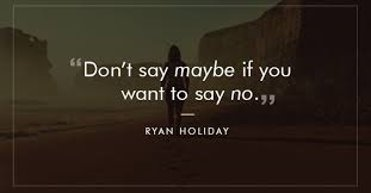 “Don’t say maybe if you
want to say no.”
RYAN HOLIDAY